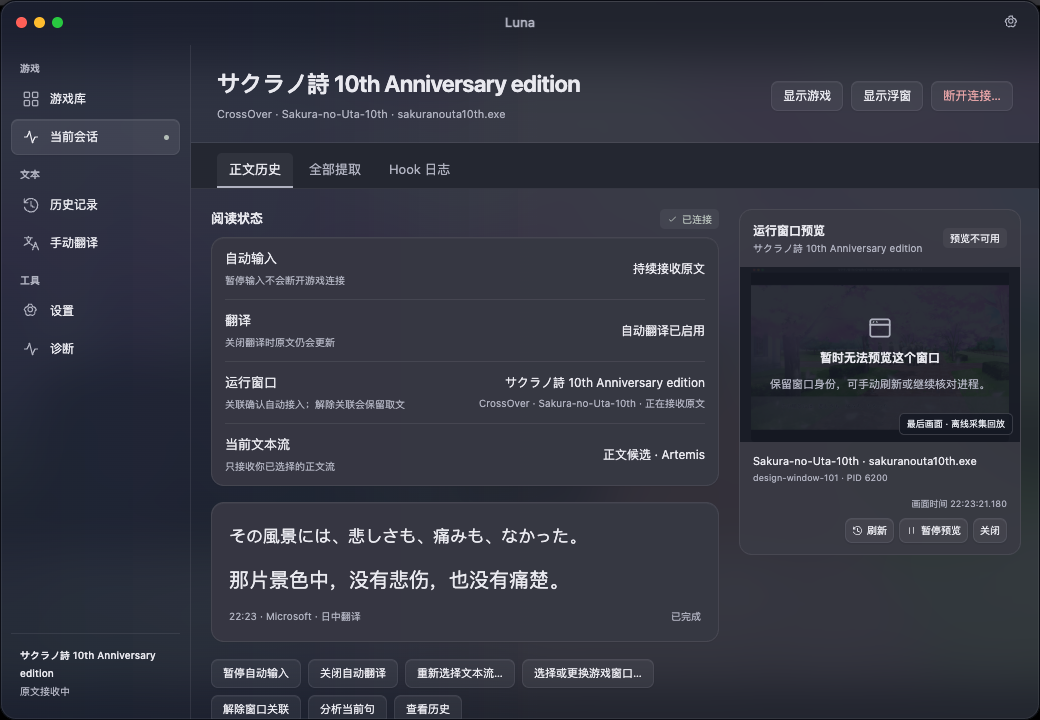 Luna
游戏
游戏库
当前会话
文本
历史记录
手动翻译
工具
设置
诊断
サクラノ詩 10th Anniversary edition
原文接收中
サクラノ詩 10th Anniversary edition
CrossOver · Sakura-no-Uta-10th · sakuranouta10th.exe
显示游戏
显示浮窗
断开连接...
正文历史
全部提取
Hook 日志
阅读状态
已连接
自动输入
暂停输入不会断开游戏连接
持续接收原文
翻译
关闭翻译时原文仍会更新
自动翻译已启用
运行窗口
关联确认自动接入；解除关联会保留取文
サクラノ詩 10th Anniversary edition
CrossOver · Sakura-no-Uta-10th · 正在接收原文
当前文本流
只接收你已选择的正文流
正文候选 · Artemis
その風景には、悲しさも、痛みも、なかった。
那片景色中，没有悲伤，也没有痛楚。
22:23 · Microsoft · 日中翻译
已完成
暂停自动输入
关闭自动翻译
重新选择文本流...
选择或更换游戏窗口...
解除窗口关联
分析当前句
查看历史
运行窗口预览
サクラノ詩 10th Anniversary edition
预览不可用
暂时无法预览这个窗口
保留窗口身份，可手动刷新或继续核对进程。
最后画面 · 离线采集回放
Sakura-no-Uta-10th · sakuranouta10th.exe
design-window-101 · PID 6200
画面时间 22:23:21.180
刷新
暂停预览
关闭